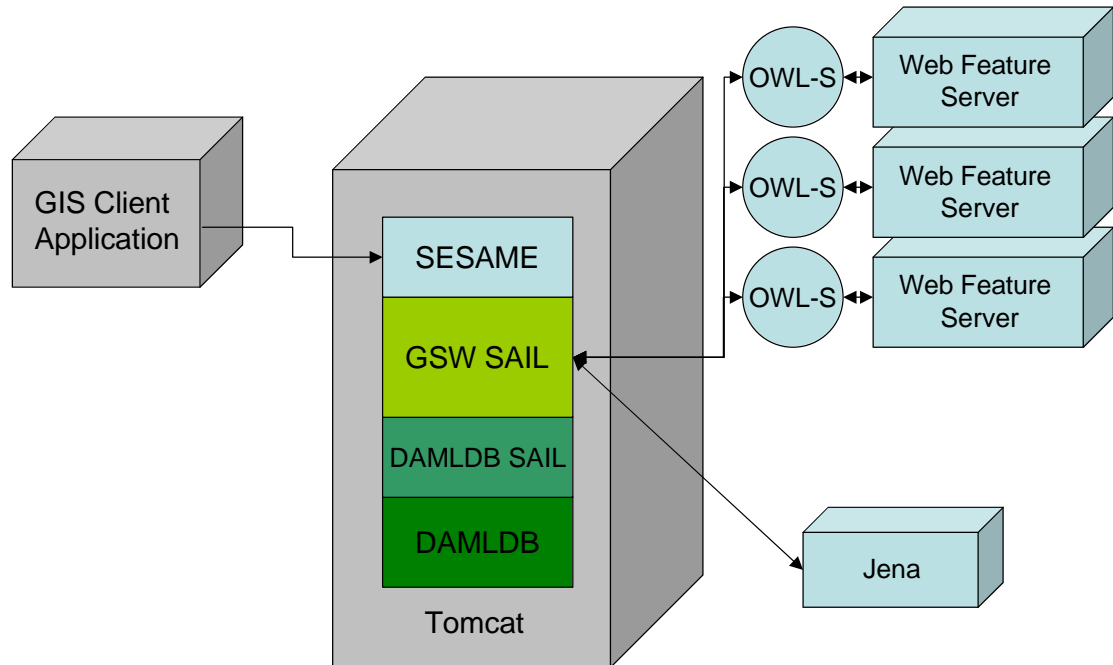 GIS Client
Application
SESAME
GSW SAIL
DAMLDB SAIL
DAMLDB
Tomcat
OWL-S
Web Feature
Server
OWL-S
Web Feature
Server
OWL-S
Web Feature
Server
Jena